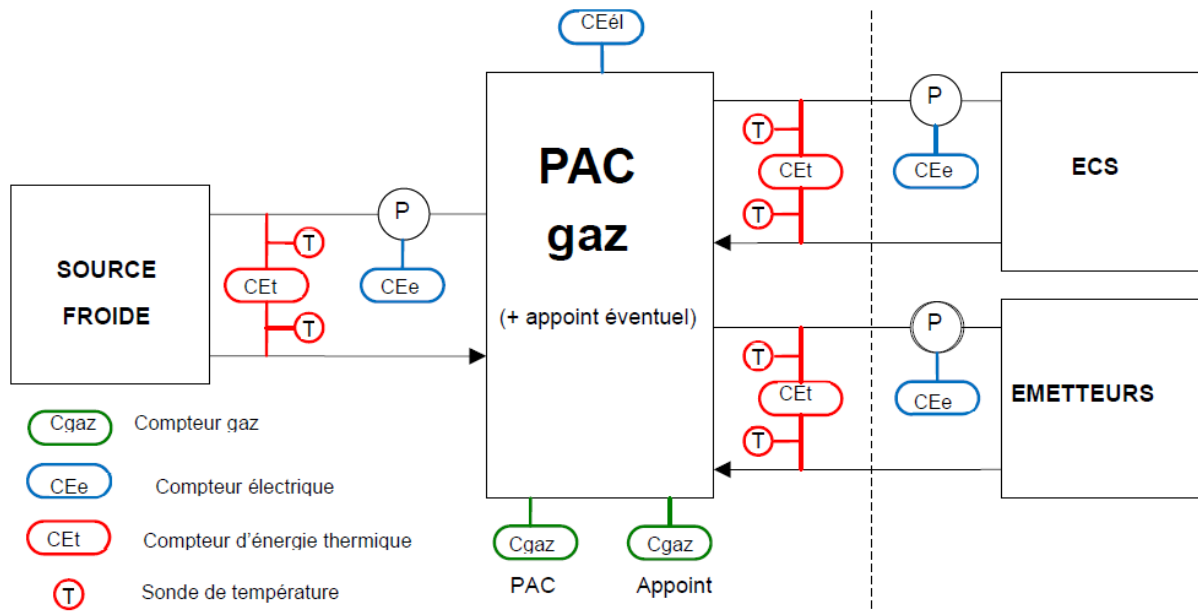 CEél
P
P
PAC
T
CEt
CEe
ECS
gaz
T
P
SOURCE
T
CEt
CEe
FROIDE
T
(+ appoint éventuel)
P
T
CEt
CEe
EMETTEURS
T
Cgaz
Compteur gaz
CEe
Compteur électrique
CEt
Compteur d'énergie thermique
T
Sonde de température
Cgaz
Cgaz
PAC
Appoint